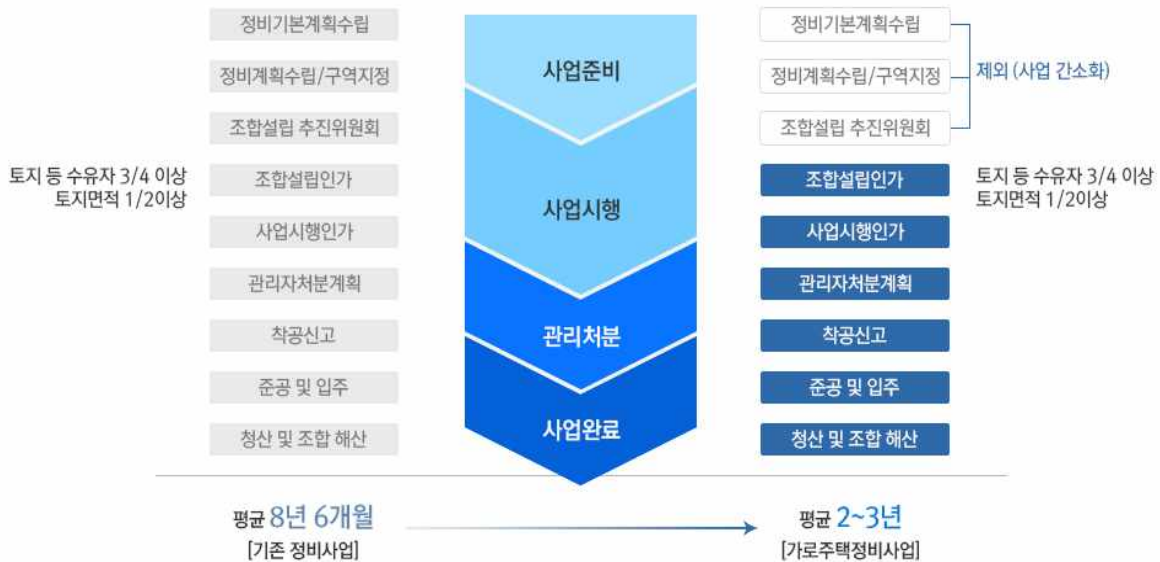 정비기본계획수립
정비계획수립/구역지정
조합설립 추진위원회
토지 등 수유자 3/4 이상
토지면적 1/2이상
조합설립인가
사업시행인가
관리자처분계획
착공신고
준공 및 입주
청산 및 조합 해산
사업준비
사업시행
관리처분
사업완료
정비기본계획수립
정비계획수립/구역지정
조합설립 추진위원회
제외 (사업 간소화)
조합설립인가
토지 등 수유자 3/4 이상
토지면적 1/2이상
사업시행인가
관리자처분계획
착공신고
준공 및 입주
청산 및 조합 해산
평균 8년 6개월
[기존 정비사업]
평균 2~3년
[가로주택정비사업]